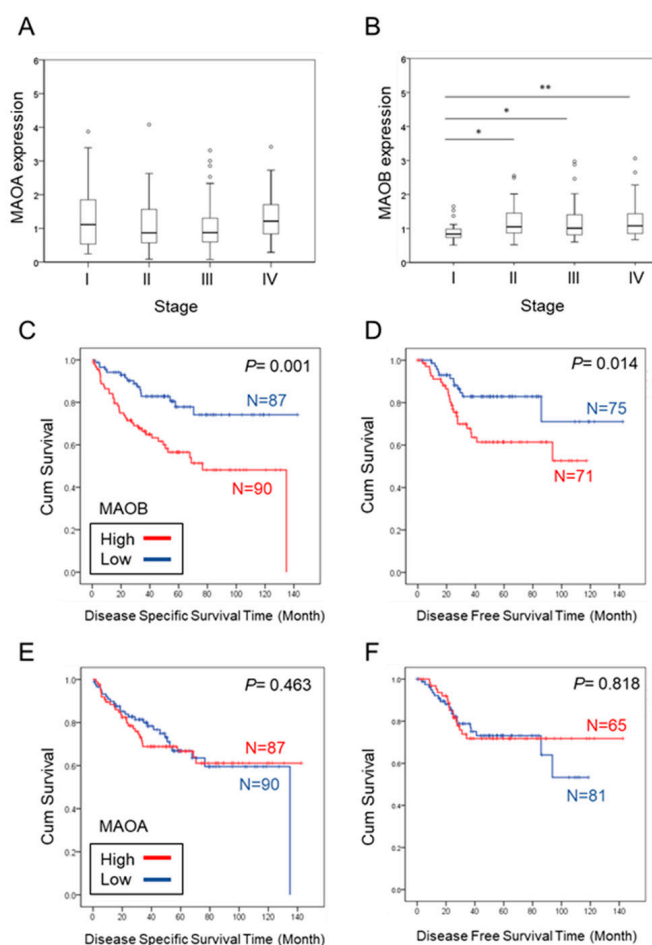 A
B
MAOA expression
6
5
4
3
2
1
0
I II III IV
Stage
MAOB expression
6
5
4
3
2
1
0
**
*
*
I II III IV
Stage
C
D
Cum Survival
1.0
0.8
0.6
0.4
0.2
0.0
P= 0.001
N=87
N=90
MAOB
High
Low
0 20 40 60 80 100 120 140
Disease Specific Survival Time (Month)
Cum Survival
1.0
0.8
0.6
0.4
0.2
0.0
P= 0.014
N=75
N=71
0 20 40 60 80 100 120 140
Disease Free Survival Time (Month)
E
F
Cum Survival
1.0
0.8
0.6
0.4
0.2
0.0
P= 0.463
N=87
N=90
MAOA
High
Low
0 20 40 60 80 100 120 140
Disease Specific Survival Time (Month)
Cum Survival
1.0
0.8
0.6
0.4
0.2
0.0
P= 0.818
N=65
N=81
0 20 40 60 80 100 120 140
Disease Free Survival Time (Month)